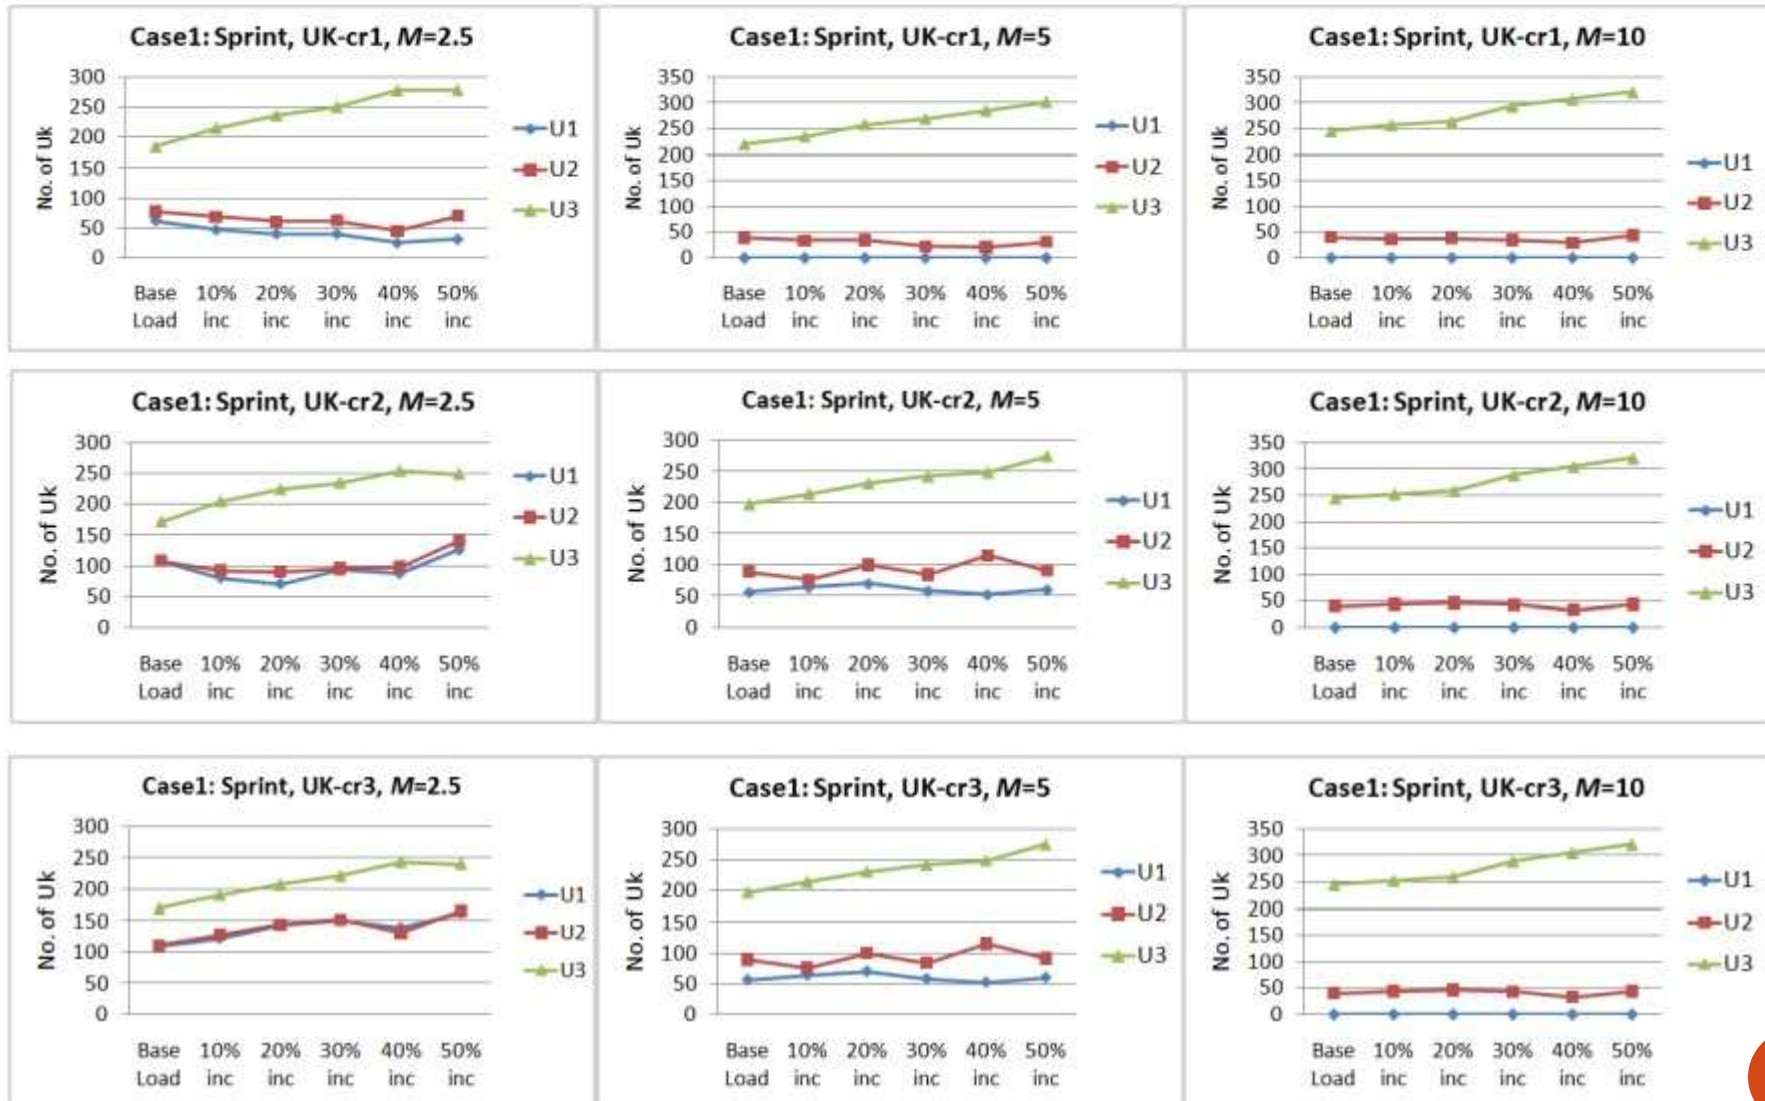 Case1: Sprint, UK-cr1, M=2.5
No. of Uk
300
250
200
150
100
50
0
Base Load 10% inc 20% inc 30% inc 40% inc 50% inc
U1
U2
U3
Case1: Sprint, UK-cr1, M=5
No. of Uk
350
300
250
200
150
100
50
0
Base Load 10% inc 20% inc 30% inc 40% inc 50% inc
U1
U2
U3
Case1: Sprint, UK-cr1, M=10
No. of Uk
350
300
250
200
150
100
50
0
Base Load 10% inc 20% inc 30% inc 40% inc 50% inc
U1
U2
U3
Case1: Sprint, UK-cr2, M=2.5
No. of Uk
300
250
200
150
100
50
0
Base Load 10% inc 20% inc 30% inc 40% inc 50% inc
U1
U2
U3
Case1: Sprint, UK-cr2, M=5
No. of Uk
300
250
200
150
100
50
0
Base Load 10% inc 20% inc 30% inc 40% inc 50% inc
U1
U2
U3
Case1: Sprint, UK-cr2, M=10
No. of Uk
350
300
250
200
150
100
50
0
Base Load 10% inc 20% inc 30% inc 40% inc 50% inc
U1
U2
U3
Case1: Sprint, UK-cr3, M=2.5
No. of Uk
300
250
200
150
100
50
0
Base Load 10% inc 20% inc 30% inc 40% inc 50% inc
U1
U2
U3
Case1: Sprint, UK-cr3, M=5
No. of Uk
300
250
200
150
100
50
0
Base Load 10% inc 20% inc 30% inc 40% inc 50% inc
U1
U2
U3
Case1: Sprint, UK-cr3, M=10
No. of Uk
350
300
250
200
150
100
50
0
Base Load 10% inc 20% inc 30% inc 40% inc 50% inc
U1
U2
U3